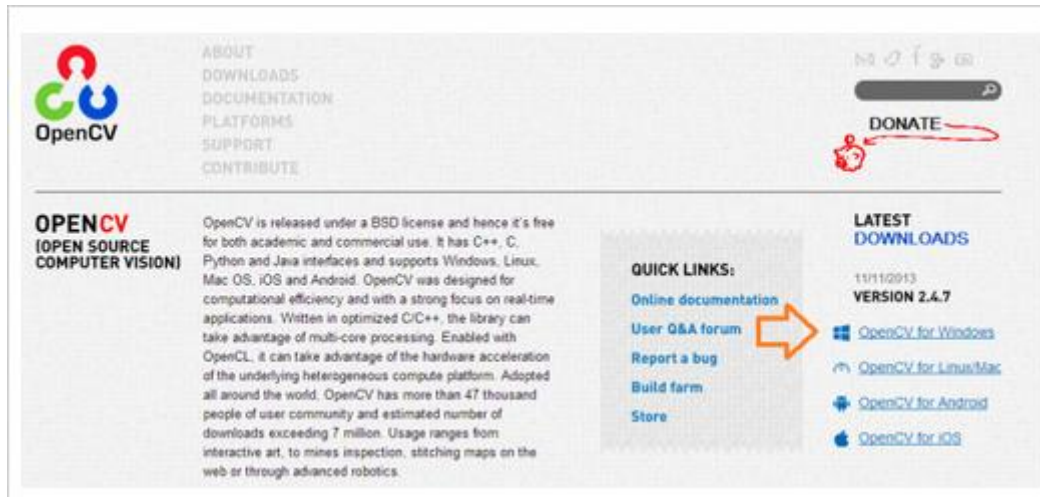 OpenCV
ABOUT
DOWNLOADS
DOCUMENTATION
PLATFORMS
SUPPORT
CONTRIBUTE
DONATE
OPENCV
(OPEN SOURCE
COMPUTER VISION)
OpenCV is released under a BSD license and hence it's free
for both academic and commercial use. It has C++, C,
Python and Java interfaces and supports Windows, Linux,
Mac OS, iOS and Android. OpenCV was designed for
computational efficiency and with a strong focus on real-time
applications. Written in optimized C/C++, the library can
take advantage of multi-core processing. Enabled with
OpenCL, it can take advantage of the hardware acceleration
of the underlying heterogeneous compute platform. Adopted
all around the world, OpenCV has more than 47 thousand
people of user community and estimated number of
downloads exceeding 7 million. Usage ranges from
interactive art, to mines inspection, stitching maps on the
web or through advanced robotics.
QUICK LINKS:
Online documentation
User Q&A forum
Report a bug
Build farm
Store
LATEST
DOWNLOADS
11/11/2013
VERSION 2.4.7
OpenCV for Windows
OpenCV for Linux/Mac
OpenCV for Android
OpenCV for iOS